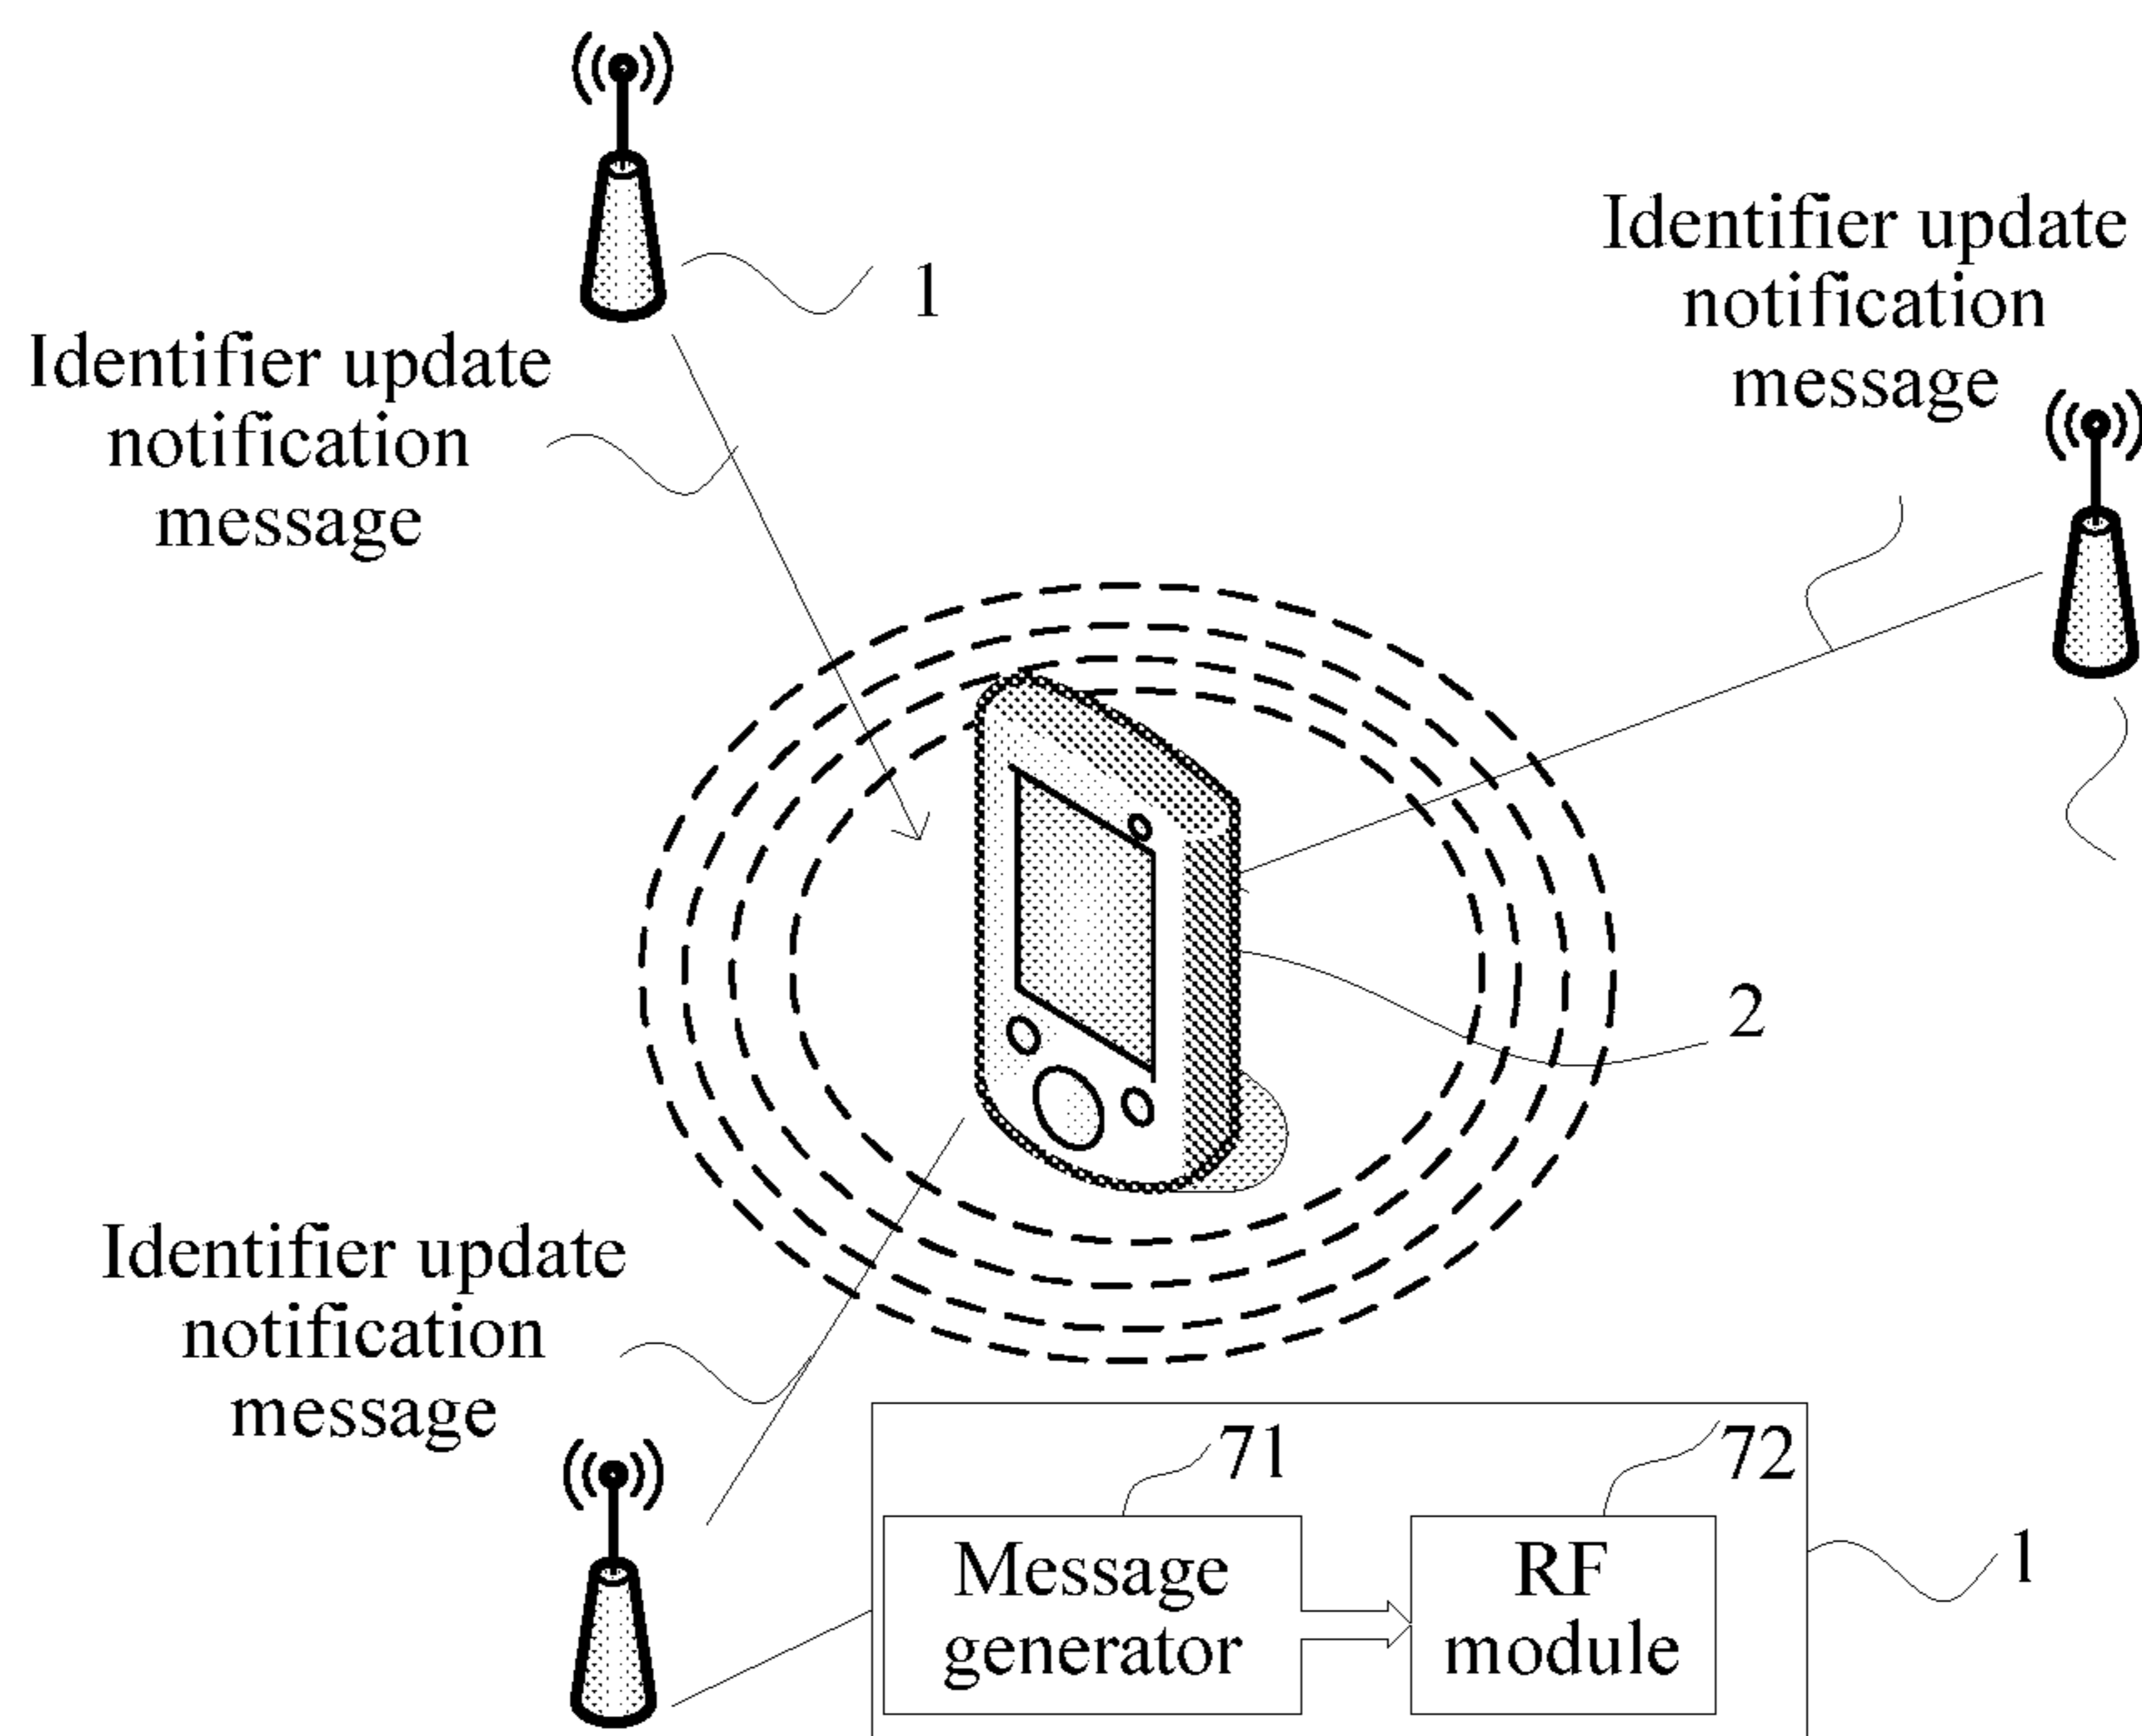 1
Identifier update
notification
message
Identifier update
notification
message
2
Identifier update
notification
message
71
72
Message
generator
RF
module
1